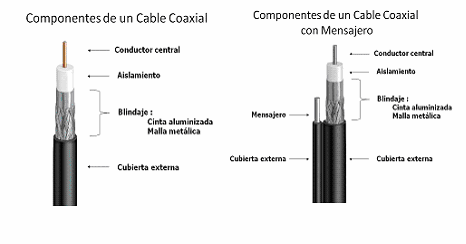 Componentes de un Cable Coaxial
Conductor central
Aislamiento
Blindaje :
Cinta aluminizada
Malla metálica
Cubierta externa
Componentes de un Cable Coaxial
con Mensajero
Conductor central
Aislamiento
Blindaje :
Cinta aluminizada
Malla metálica
Mensajero
Cubierta externa
Cubierta externa